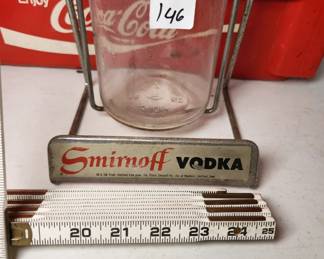 Enjoy
Coca-Cola
146
Smirnoff VODKA
20 21 22 23 24 25